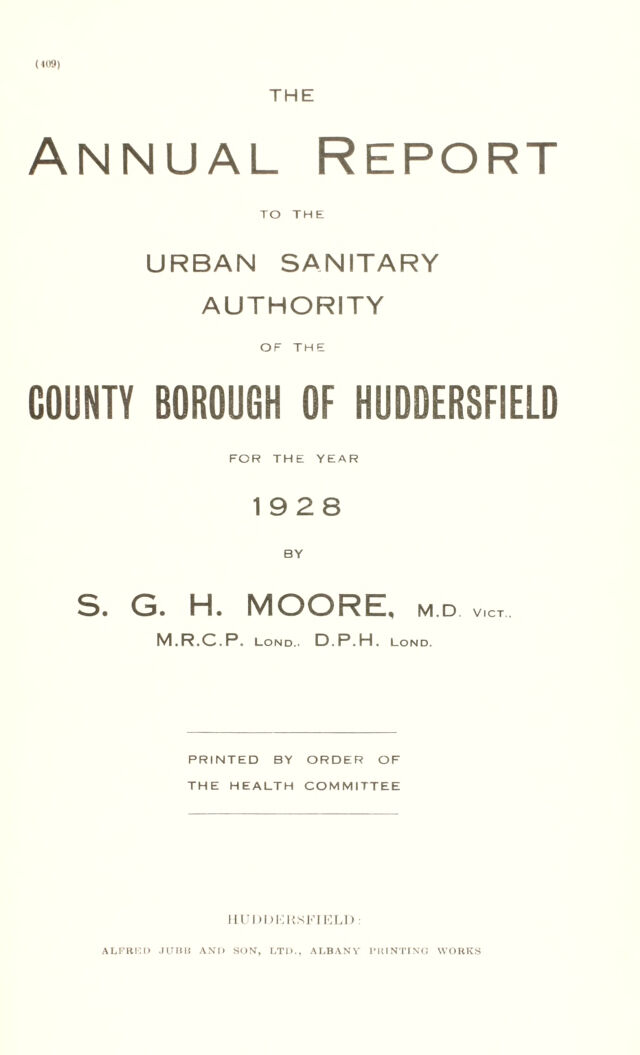 (409)
THE
ANNUAL REPORT
TO THE
URBAN SANITARY
AUTHORITY
OF THE
COUNTY BOROUGH OF HUDDERSFIELD
FOR THE YEAR
1928
BY
S. G. H. MOORE, M.D. VICT.,
M.R.C.P. LOND., D.P.H. LOND.
PRINTED BY ORDER OF
THE HEALTH COMMITTEE
HUDDERSFIELD:
ALFRED JUBB AND SON, LTD., ALBANY PRINTING WORKS